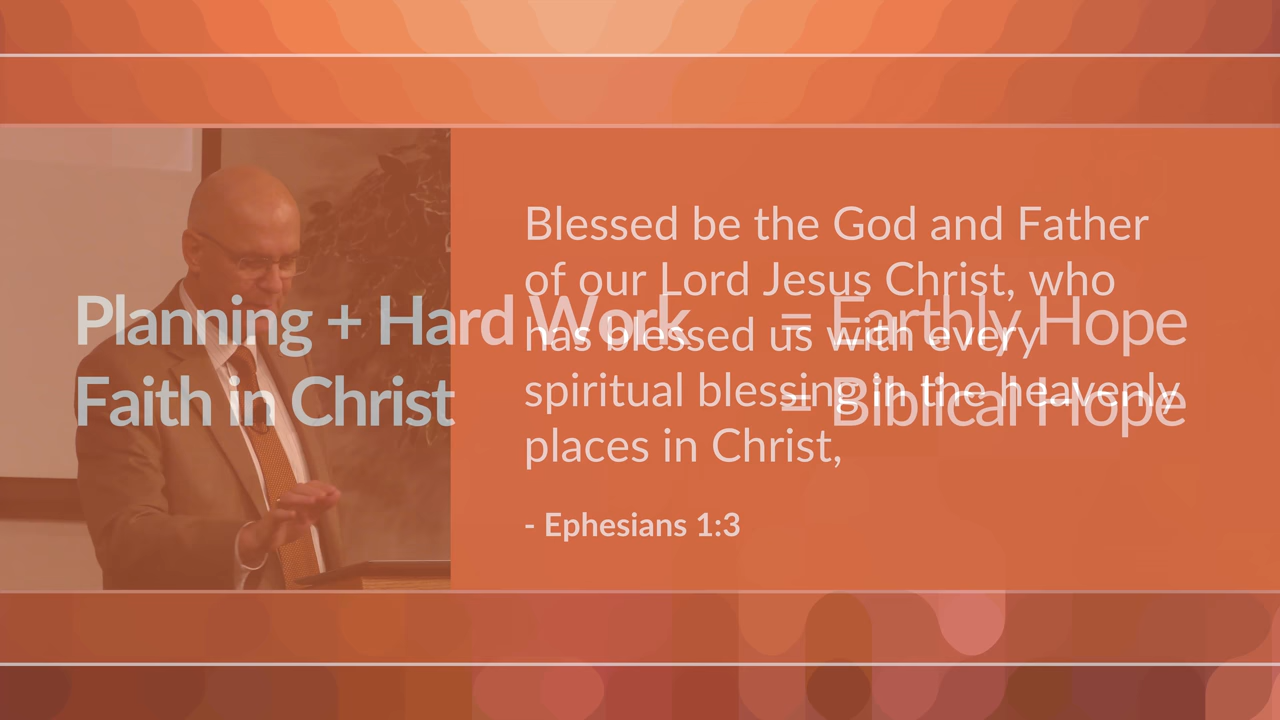 Blessed be the God and Father
of our Lord Jesus Christ, who
has blessed us with every
spiritual blessing in the heavenly
places in Christ,
- Ephesians 1:3
Planning + Hard Work = Earthly Hope
Faith in Christ = Biblical Hope